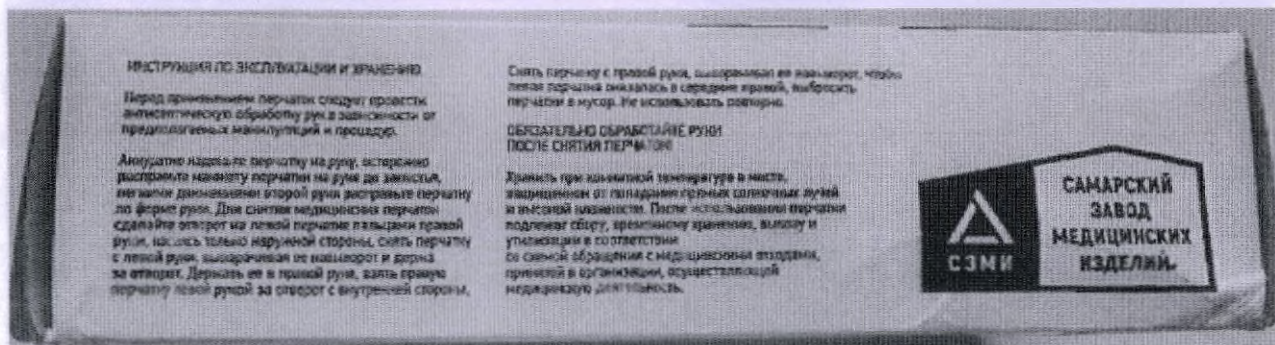 ИНСТРУКЦИЯ ПО ЭКСПЛУАТАЦИИ И ХРАНЕНИЮ
Перед применением перчаток следует провести
антисептическую обработку рук в зависимости от
предполагаемых манипуляций и процедур.
Аккуратно наденьте перчатку на руку, осторожно
расправьте манжету перчатки на руке до запястья,
легкими движениями второй руки расправьте перчатку
по форме руки. Для снятия медицинских перчаток
сделайте отворот на левой перчатке пальцами правой
руки, касаясь только наружной стороны, снять перчатку
с левой руки, выворачивая ее наизнанку и держа
за отворот. Держать ее в правой руке, взять правую
перчатку левой рукой за отворот с внутренней стороны.
Снять перчатку с правой руки, выворачивая ее наизнанку, чтобы
левая перчатка оказалась в середине правой, выбросить
перчатки в мусор. Не использовать повторно.
ОБЯЗАТЕЛЬНО ОБРАБОТАЙТЕ РУКИ
ПОСЛЕ СНЯТИЯ ПЕРЧАТОК!
Хранить при комнатной температуре в месте,
защищенном от попадания прямых солнечных лучей
и высокой влажности. После использования перчатки
подлежат сбору, временному хранению, вывозу и
утилизации в соответствии
со схемой обращения с медицинскими отходами,
принятой в организации, осуществляющей
медицинскую деятельность.
СЗМИ
САМАРСКИЙ
ЗАВОД
МЕДИЦИНСКИХ
ИЗДЕЛИЙ.